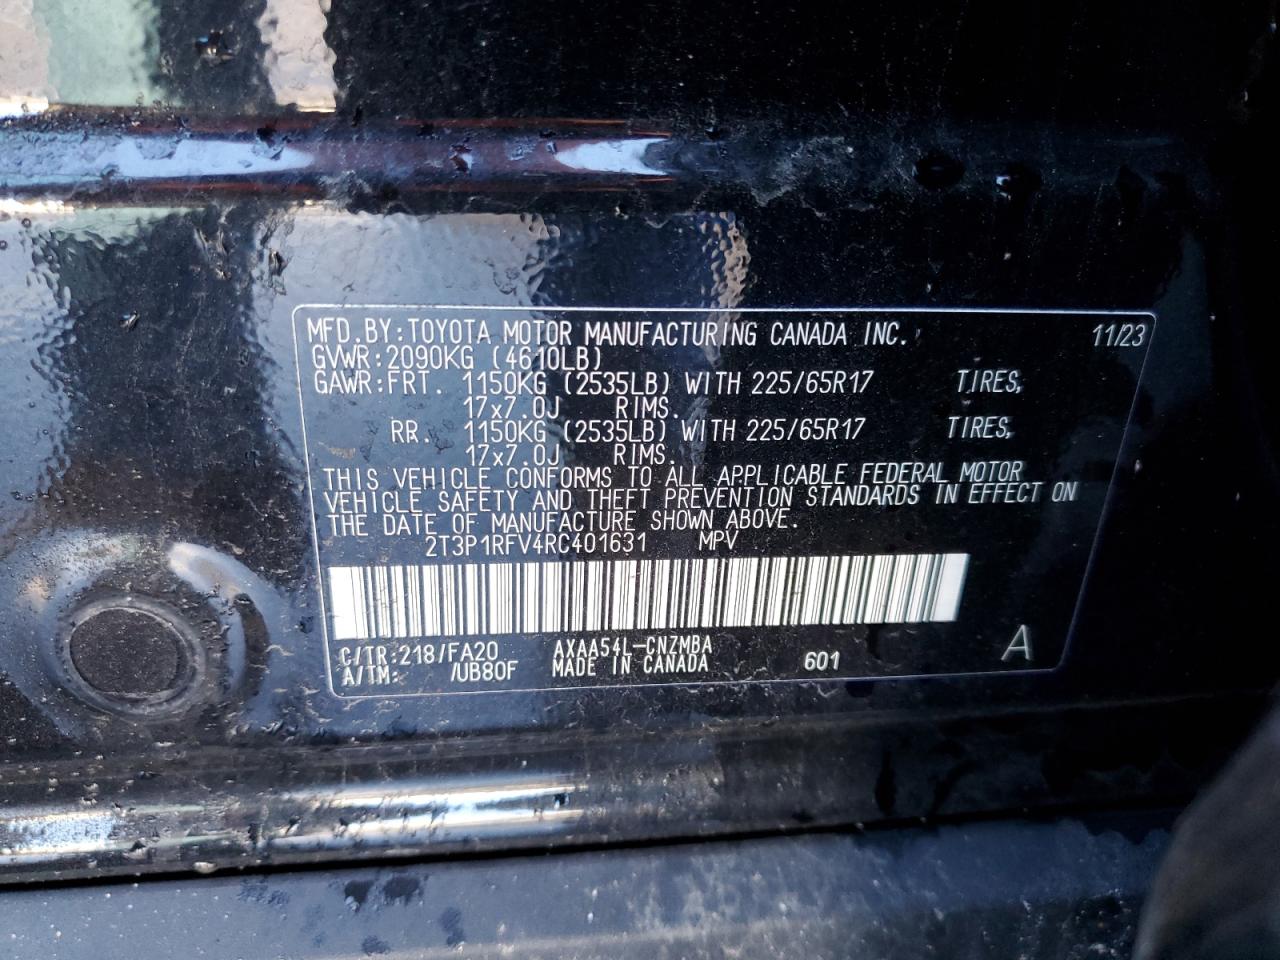 MFD.BY:TOYOTA MOTOR MANUFACTURING CANADA INC. 11/23
GVWR:2090KG (4610LB)
GAWR:FRT. 1150KG (2535LB) WITH 225/65R17 TIRES,
17x7.0J RIMS.
RR. 1150KG (2535LB) WITH 225/65R17 TIRES,
17x7.0J RIMS.
THIS VEHICLE CONFORMS TO ALL APPLICABLE FEDERAL MOTOR
VEHICLE SAFETY AND THEFT PREVENTION STANDARDS IN EFFECT ON
THE DATE OF MANUFACTURE SHOWN ABOVE.
2T3P1RFV4RC401631 MPV
C/TR:218/FA20 AXAA54L-CNZMBA
A/TM: /UB80F MADE IN CANADA 601 A